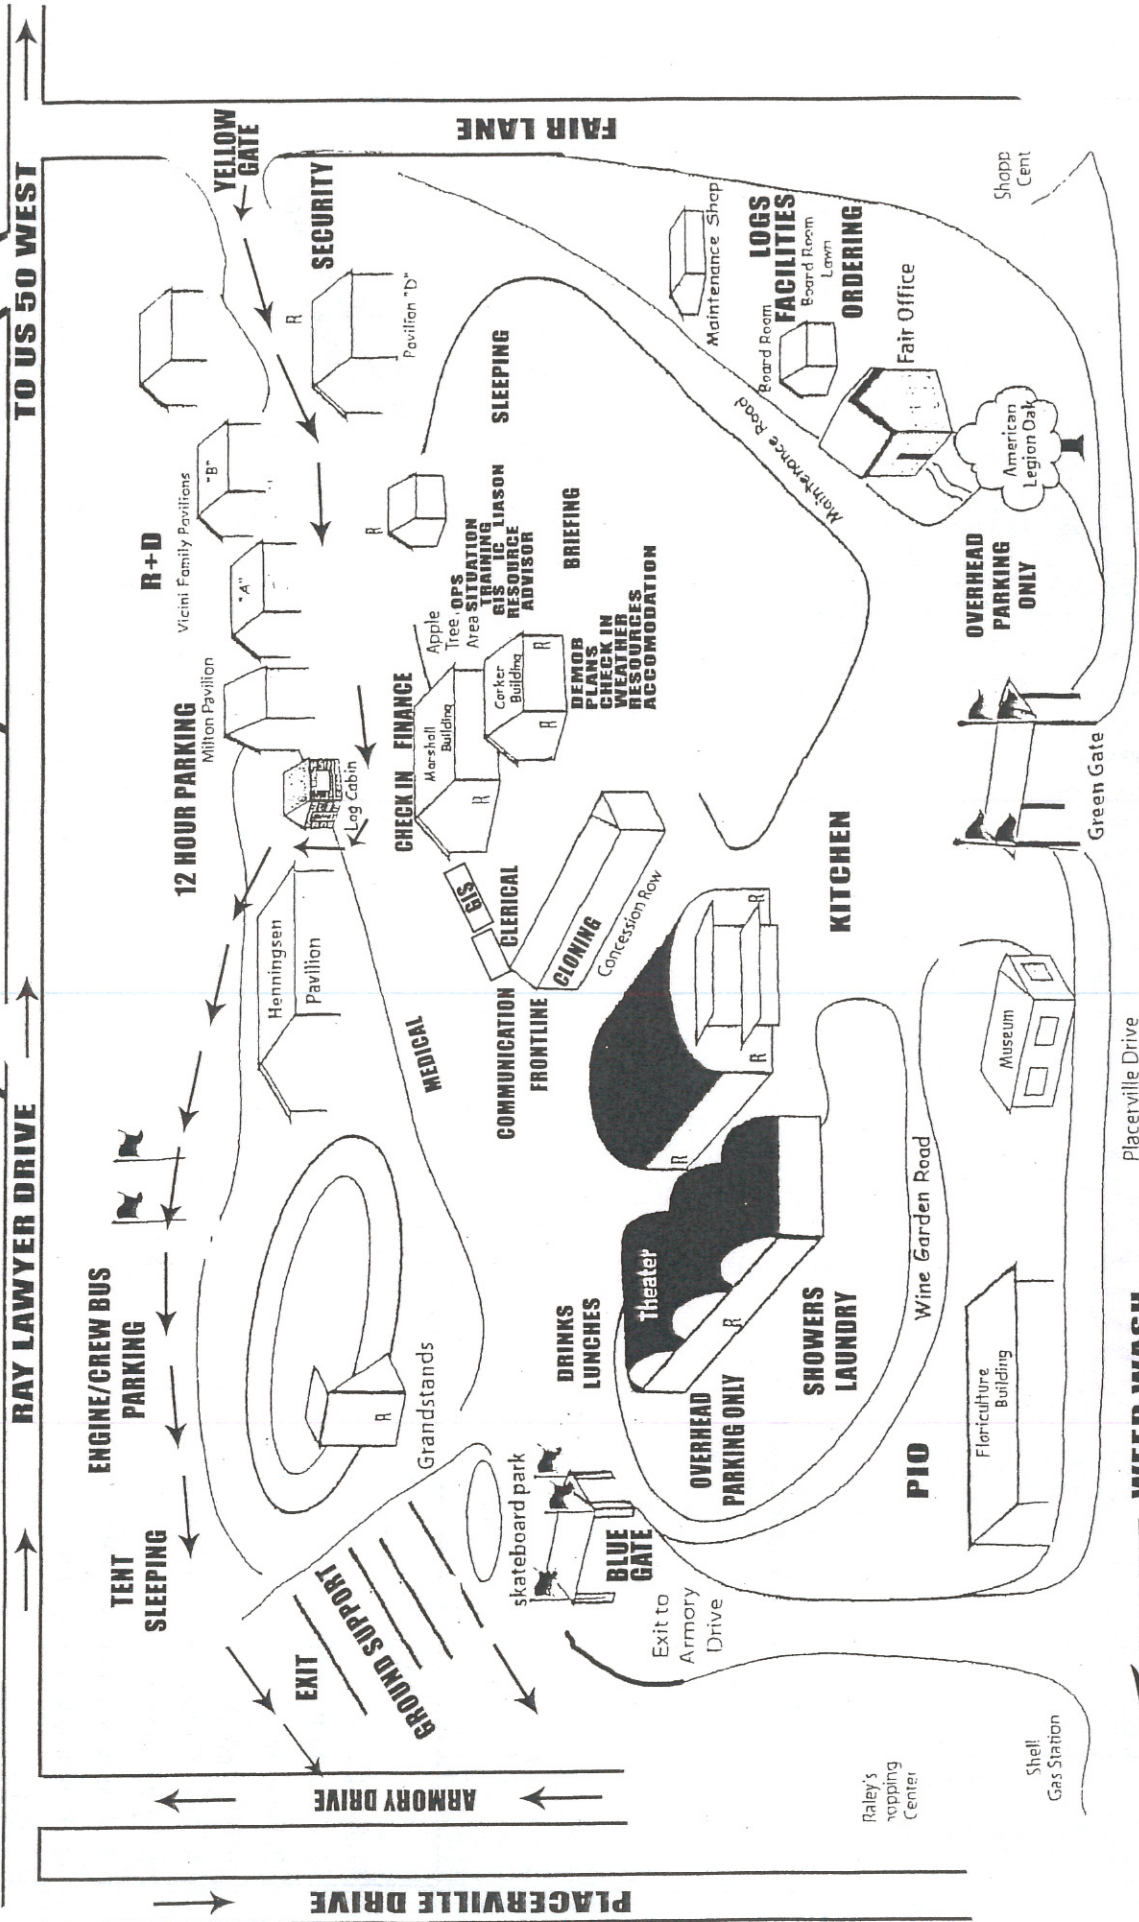 TO US 50 WEST
RAY LAWYER DRIVE
FAIR LANE
YELLOW
GATE
SECURITY
R
Pavilion "D"
R+D
Vicini Family Pavilions
"B"
"A"
12 HOUR PARKING
Milton Pavilion
Log Cabin
Henningsen
Pavilion
ENGINE/CREW BUS
PARKING
TENT
SLEEPING
EXIT
GROUND SUPPORT
Grandstands
R
skateboard park
MEDICAL
CHECK IN FINANCE
Marshall
Building
R
Apple
Tree
Area
OPS
SITUATION
TRAINING
GIS IC LIASON
RESOURCE
ADVISOR
R
SLEEPING
BRIEFING
Corker
Building
R
R
DEMOB
PLANS
CHECK IN
WEATHER
RESOURCES
ACCOMODATION
GIS
CLERICAL
CLONING
Concession Row
COMMUNICATION
FRONTLINE
Maintenance Shop
Maintenance Road
Board Room
LOGS
FACILITIES
Board Room
Lawn
ORDERING
Fair Office
American
Legion Oak
OVERHEAD
PARKING
ONLY
Shopp
Cent
Green Gate
KITCHEN
R
R
R
Theater
R
DRINKS
LUNCHES
SHOWERS
LAUNDRY
OVERHEAD
PARKING ONLY
BLUE
GATE
Exit to
Armory
Drive
Wine Garden Road
Museum
PIO
Floriculture
Building
Placerville Drive
Raley's
hopping
Center
Shell
Gas Station
ARMORY DRIVE
PLACERVILLE DRIVE